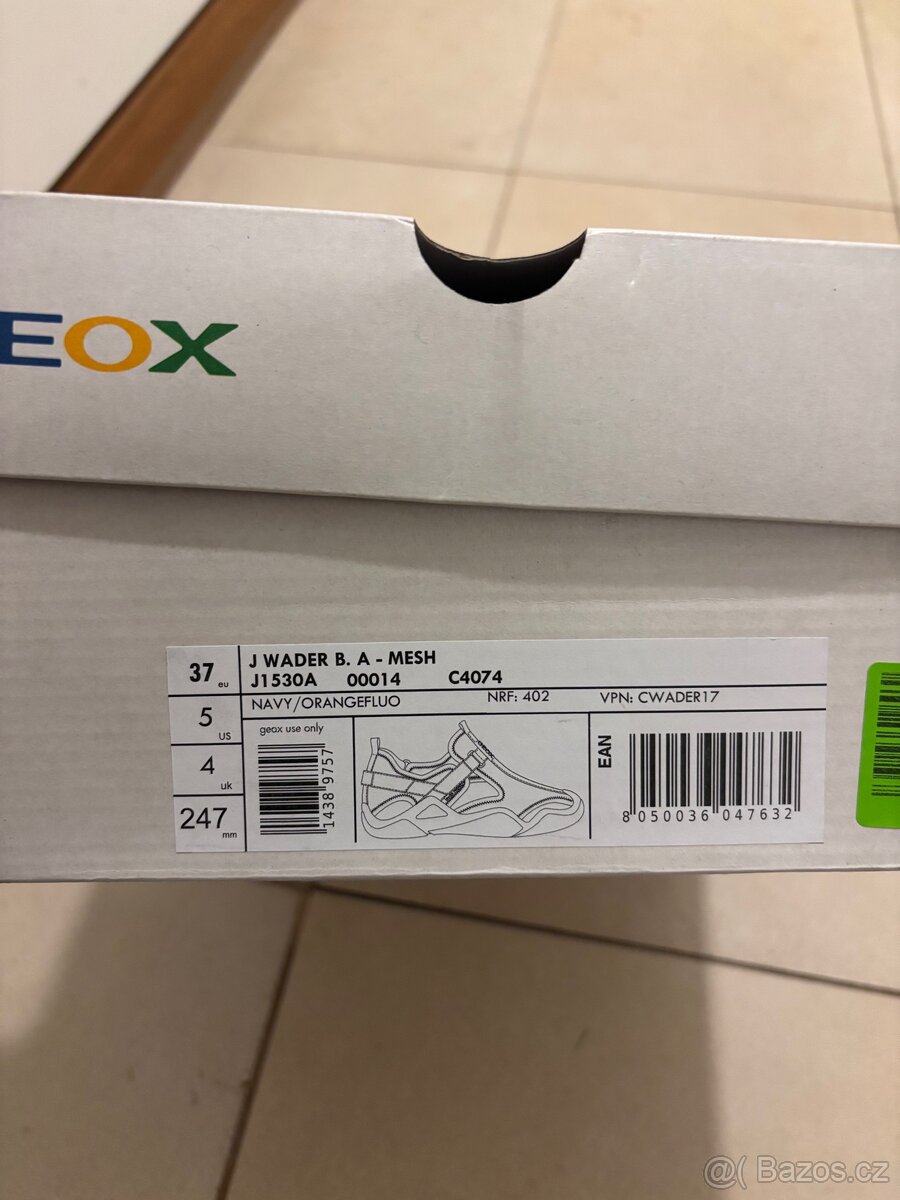 EOX
37 eu
J WADER B. A - MESH
J1530A 00014 C4074
NAVY/ORANGEFLUO NRF: 402 VPN: CWADER17
5 US
4 uk
247 mm
geox use only
1438 9757
EAN
8 050036 047632
@( Bazos.cz